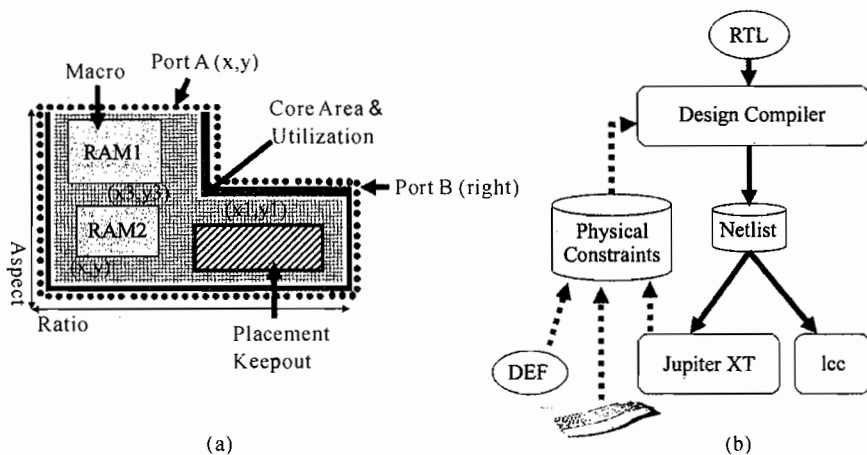 Macro
Port A (x,y)
Core Area &
Utilization
RAM1
Port B (right)
(x3,y3)
(x1,y1)
RAM2
(x,y)
Aspect
Ratio
Placement
Keepout
(a)
RTL
Design Compiler
Physical
Constraints
Netlist
DEF
Jupiter XT
lcc
(b)